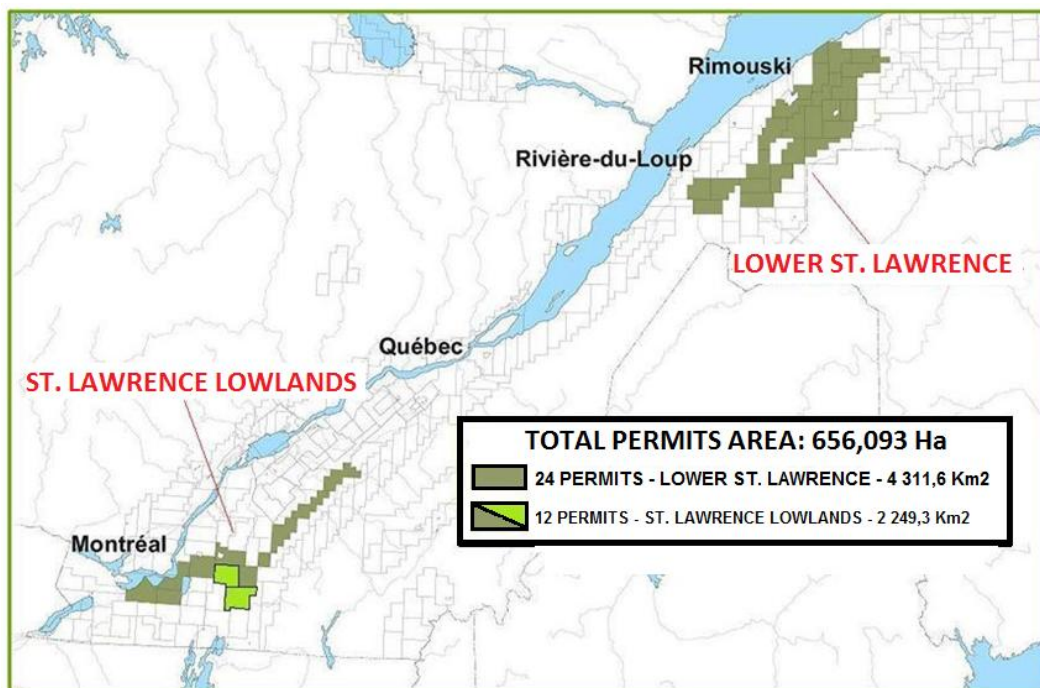 Rimouski
Rivière-du-Loup
LOWER ST. LAWRENCE
Québec
ST. LAWRENCE LOWLANDS
TOTAL PERMITS AREA: 656,093 Ha
24 PERMITS - LOWER ST. LAWRENCE - 4 311,6 Km2
12 PERMITS - ST. LAWRENCE LOWLANDS - 2 249,3 Km2
Montréal